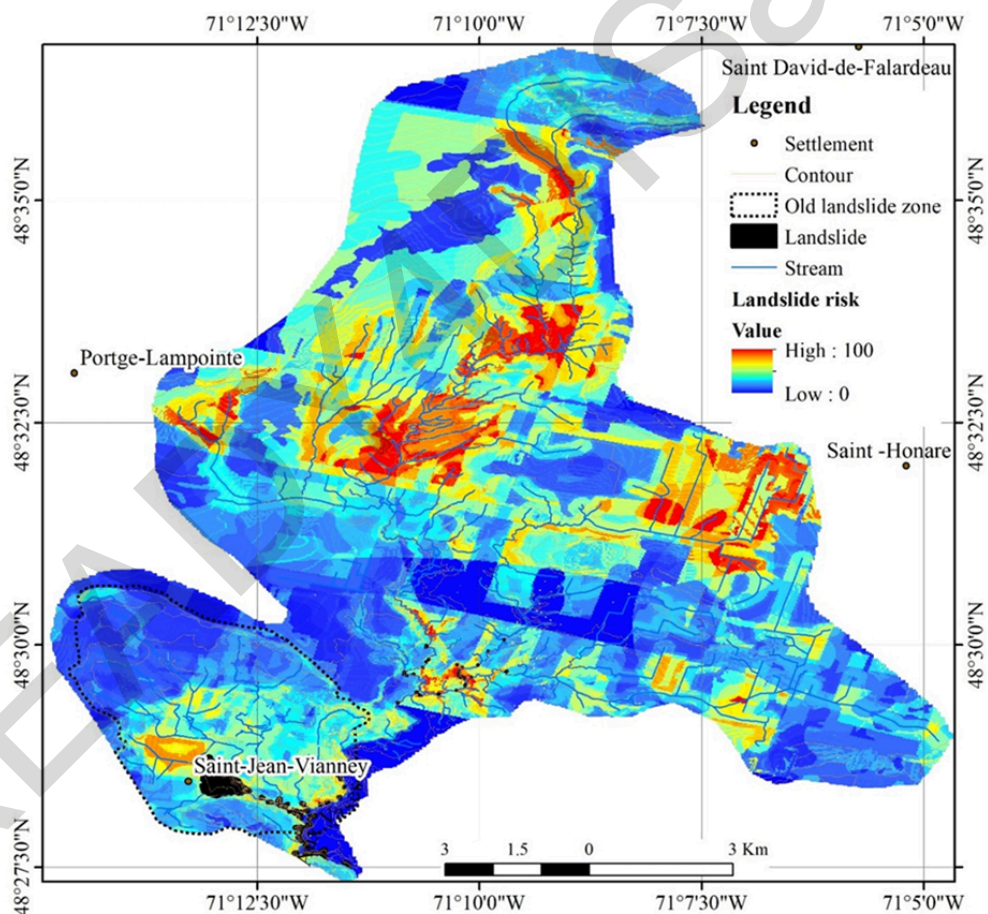 71°12'30"W 71°10'0"W 71°7'30"W 71°5'0"W
Saint David-de-Falardeau
Legend
Settlement
Contour
Old landslide zone
Landslide
Stream
Landslide risk
Value
High : 100
Low : 0
48°35'0"N 48°35'0"N
Portge-Lampointe
48°32'30"N 48°32'30"N
Saint -Honare
48°30'0"N 48°30'0"N
Saint-Jean-Vianney
3 1.5 0 3 Km
48°27'30"N 48°27'30"N
71°12'30"W 71°10'0"W 71°7'30"W 71°5'0"W